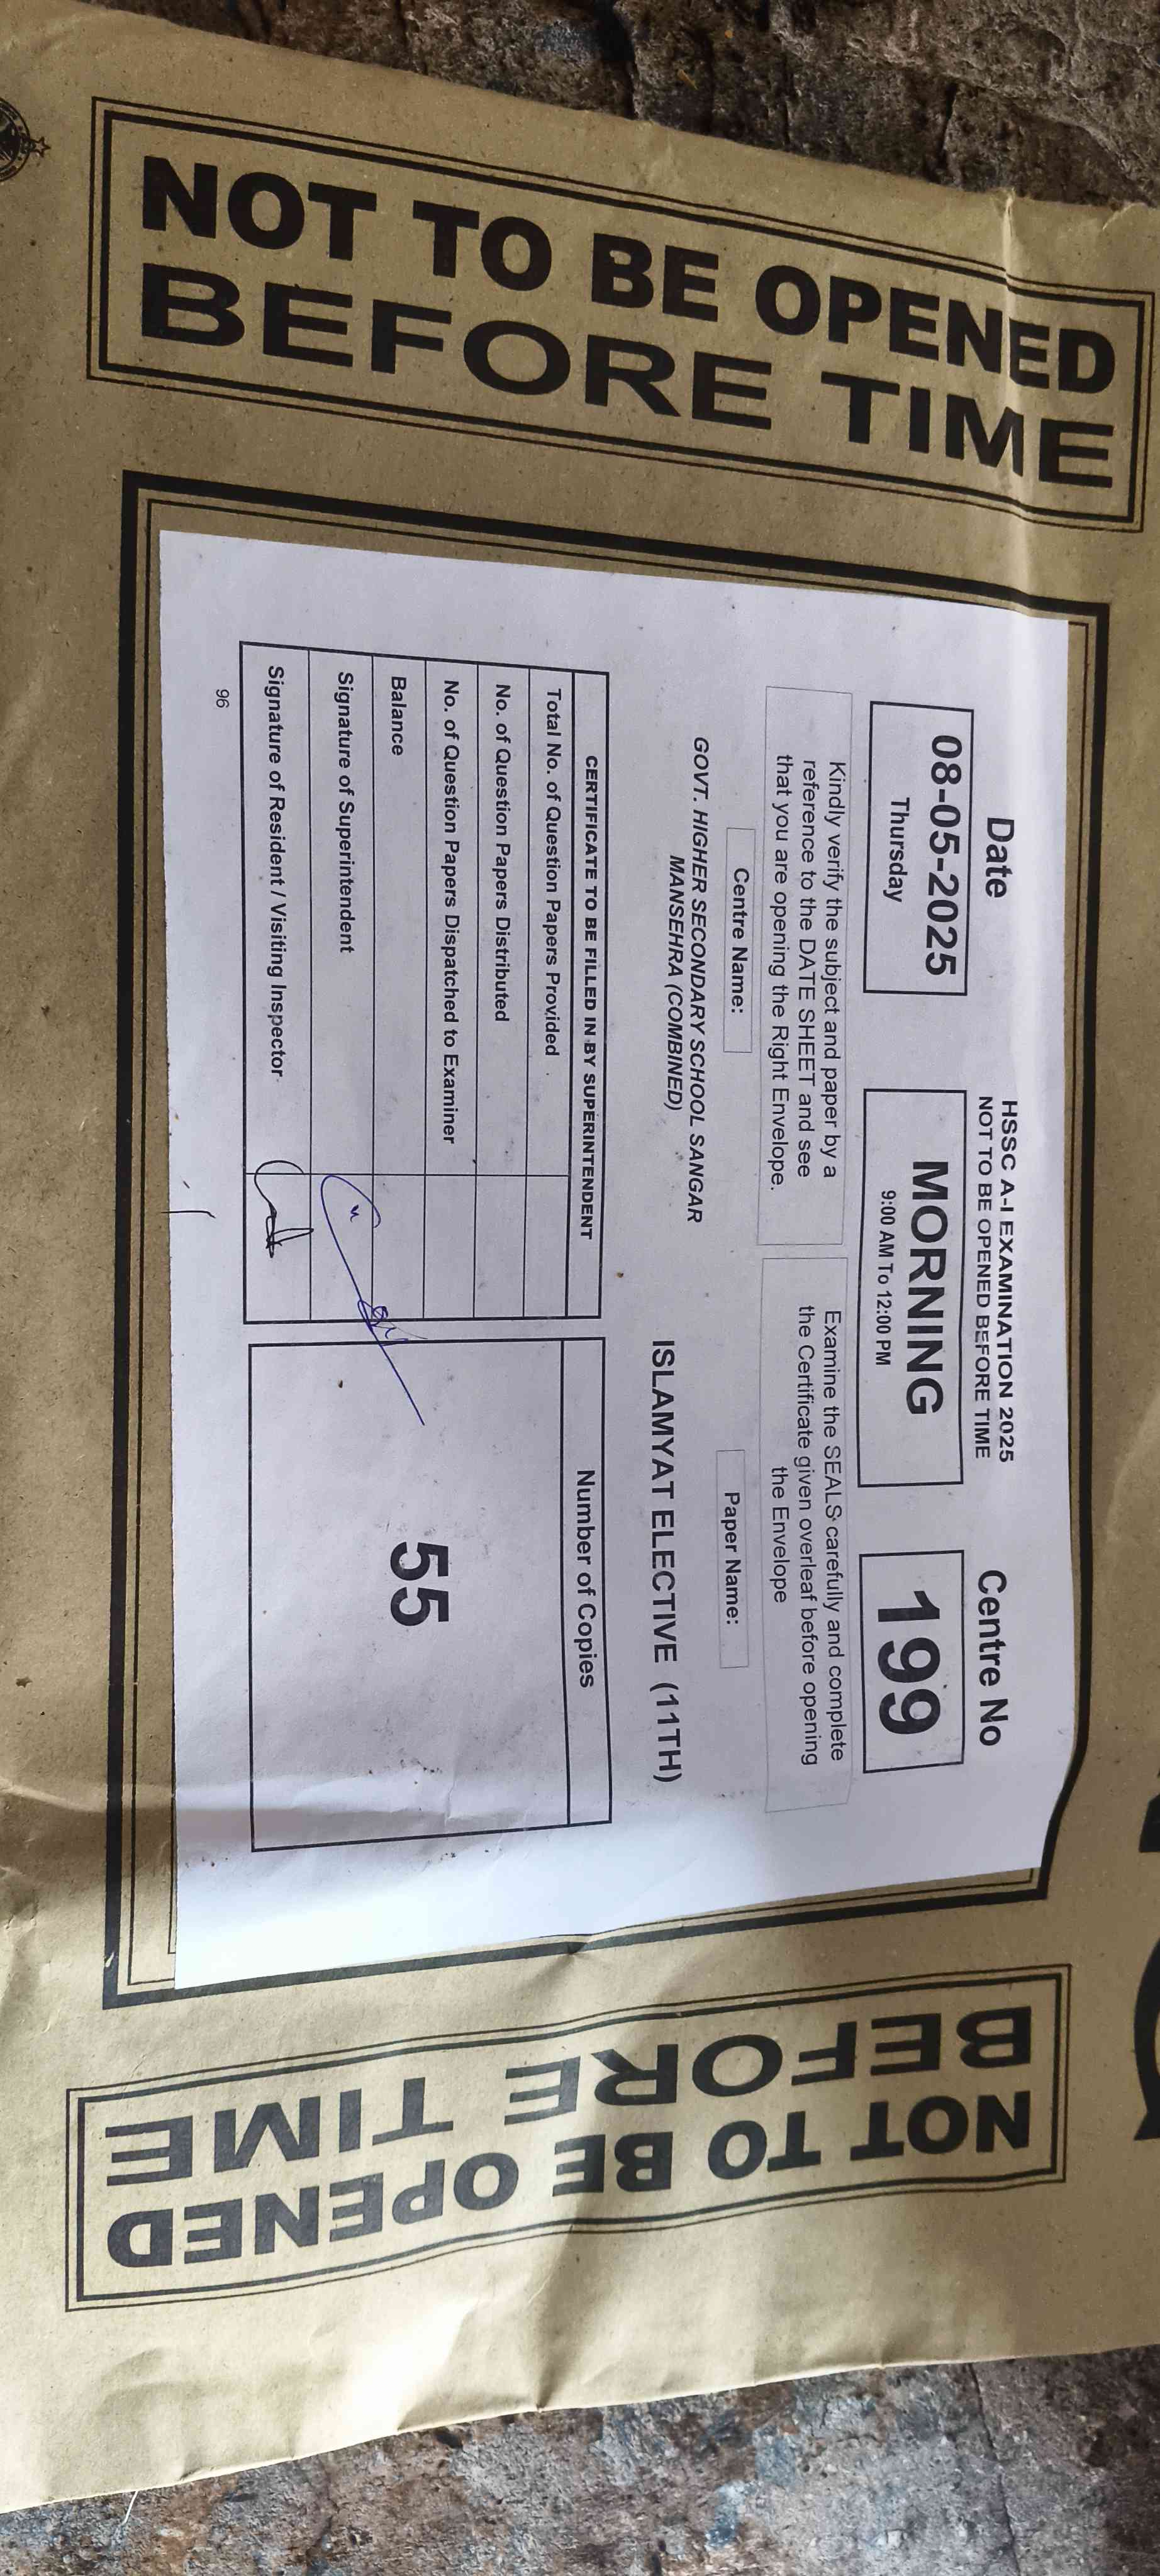 NOT TO BE OPENED
BEFORE TIME
HSSC A-I EXAMINATION 2025
NOT TO BE OPENED BEFORE TIME
Date
Centre No
08-05-2025
Thursday
MORNING
9:00 AM To 12:00 PM
199
Kindly verify the subject and paper by a
reference to the DATE SHEET and see
that you are opening the Right Envelope.
Examine the SEALS carefully and complete
the Certificate given overleaf before opening
the Envelope
Centre Name:
Paper Name:
GOVT. HIGHER SECONDARY SCHOOL SANGAR
MANSEHRA (COMBINED)
ISLAMYAT ELECTIVE (11TH)
CERTIFICATE TO BE FILLED IN BY SUPERINTENDENT
Total No. of Question Papers Provided
No. of Question Papers Distributed
No. of Question Papers Dispatched to Examiner
Balance
Signature of Superintendent
Signature of Resident / Visiting Inspector
Number of Copies
55
96
NOT TO BE OPENED
BEFORE TIME